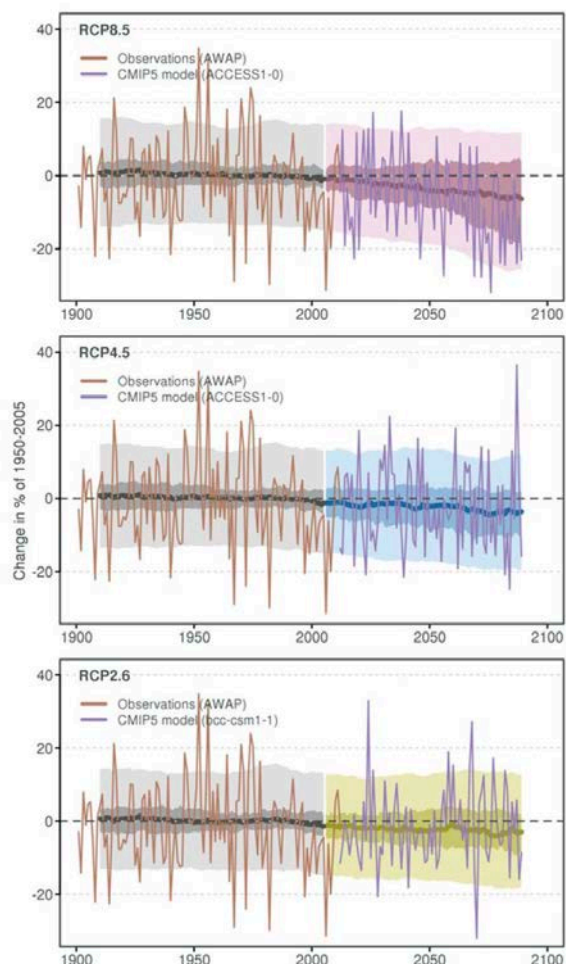 RCP8.5
Observations (AWAP)
CMIP5 model (ACCESS1-0)
40
20
0
-20
1900 1950 2000 2050 2100
RCP4.5
Observations (AWAP)
CMIP5 model (ACCESS1-0)
40
20
0
-20
1900 1950 2000 2050 2100
Change in % of 1950-2005
RCP2.6
Observations (AWAP)
CMIP5 model (bcc-csm1-1)
40
20
0
-20
1900 1950 2000 2050 2100